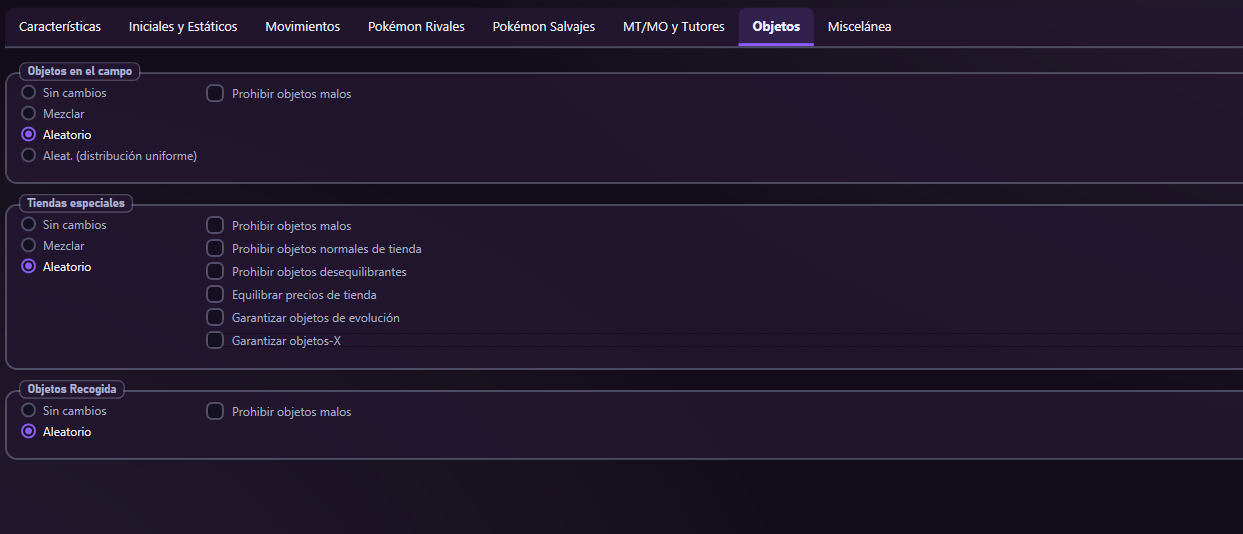 Características Iniciales y Estáticos Movimientos Pokémon Rivales Pokémon Salvajes MT/MO y Tutores Objetos Miscelánea
Objetos en el campo
Sin cambios Prohibir objetos malos
Mezclar
Aleatorio
Aleat. (distribución uniforme)
Tiendas especiales
Sin cambios Prohibir objetos malos
Mezclar Prohibir objetos normales de tienda
Aleatorio Prohibir objetos desequilibrantes
Equilibrar precios de tienda
Garantizar objetos de evolución
Garantizar objetos-X
Objetos Recogida
Sin cambios Prohibir objetos malos
Aleatorio